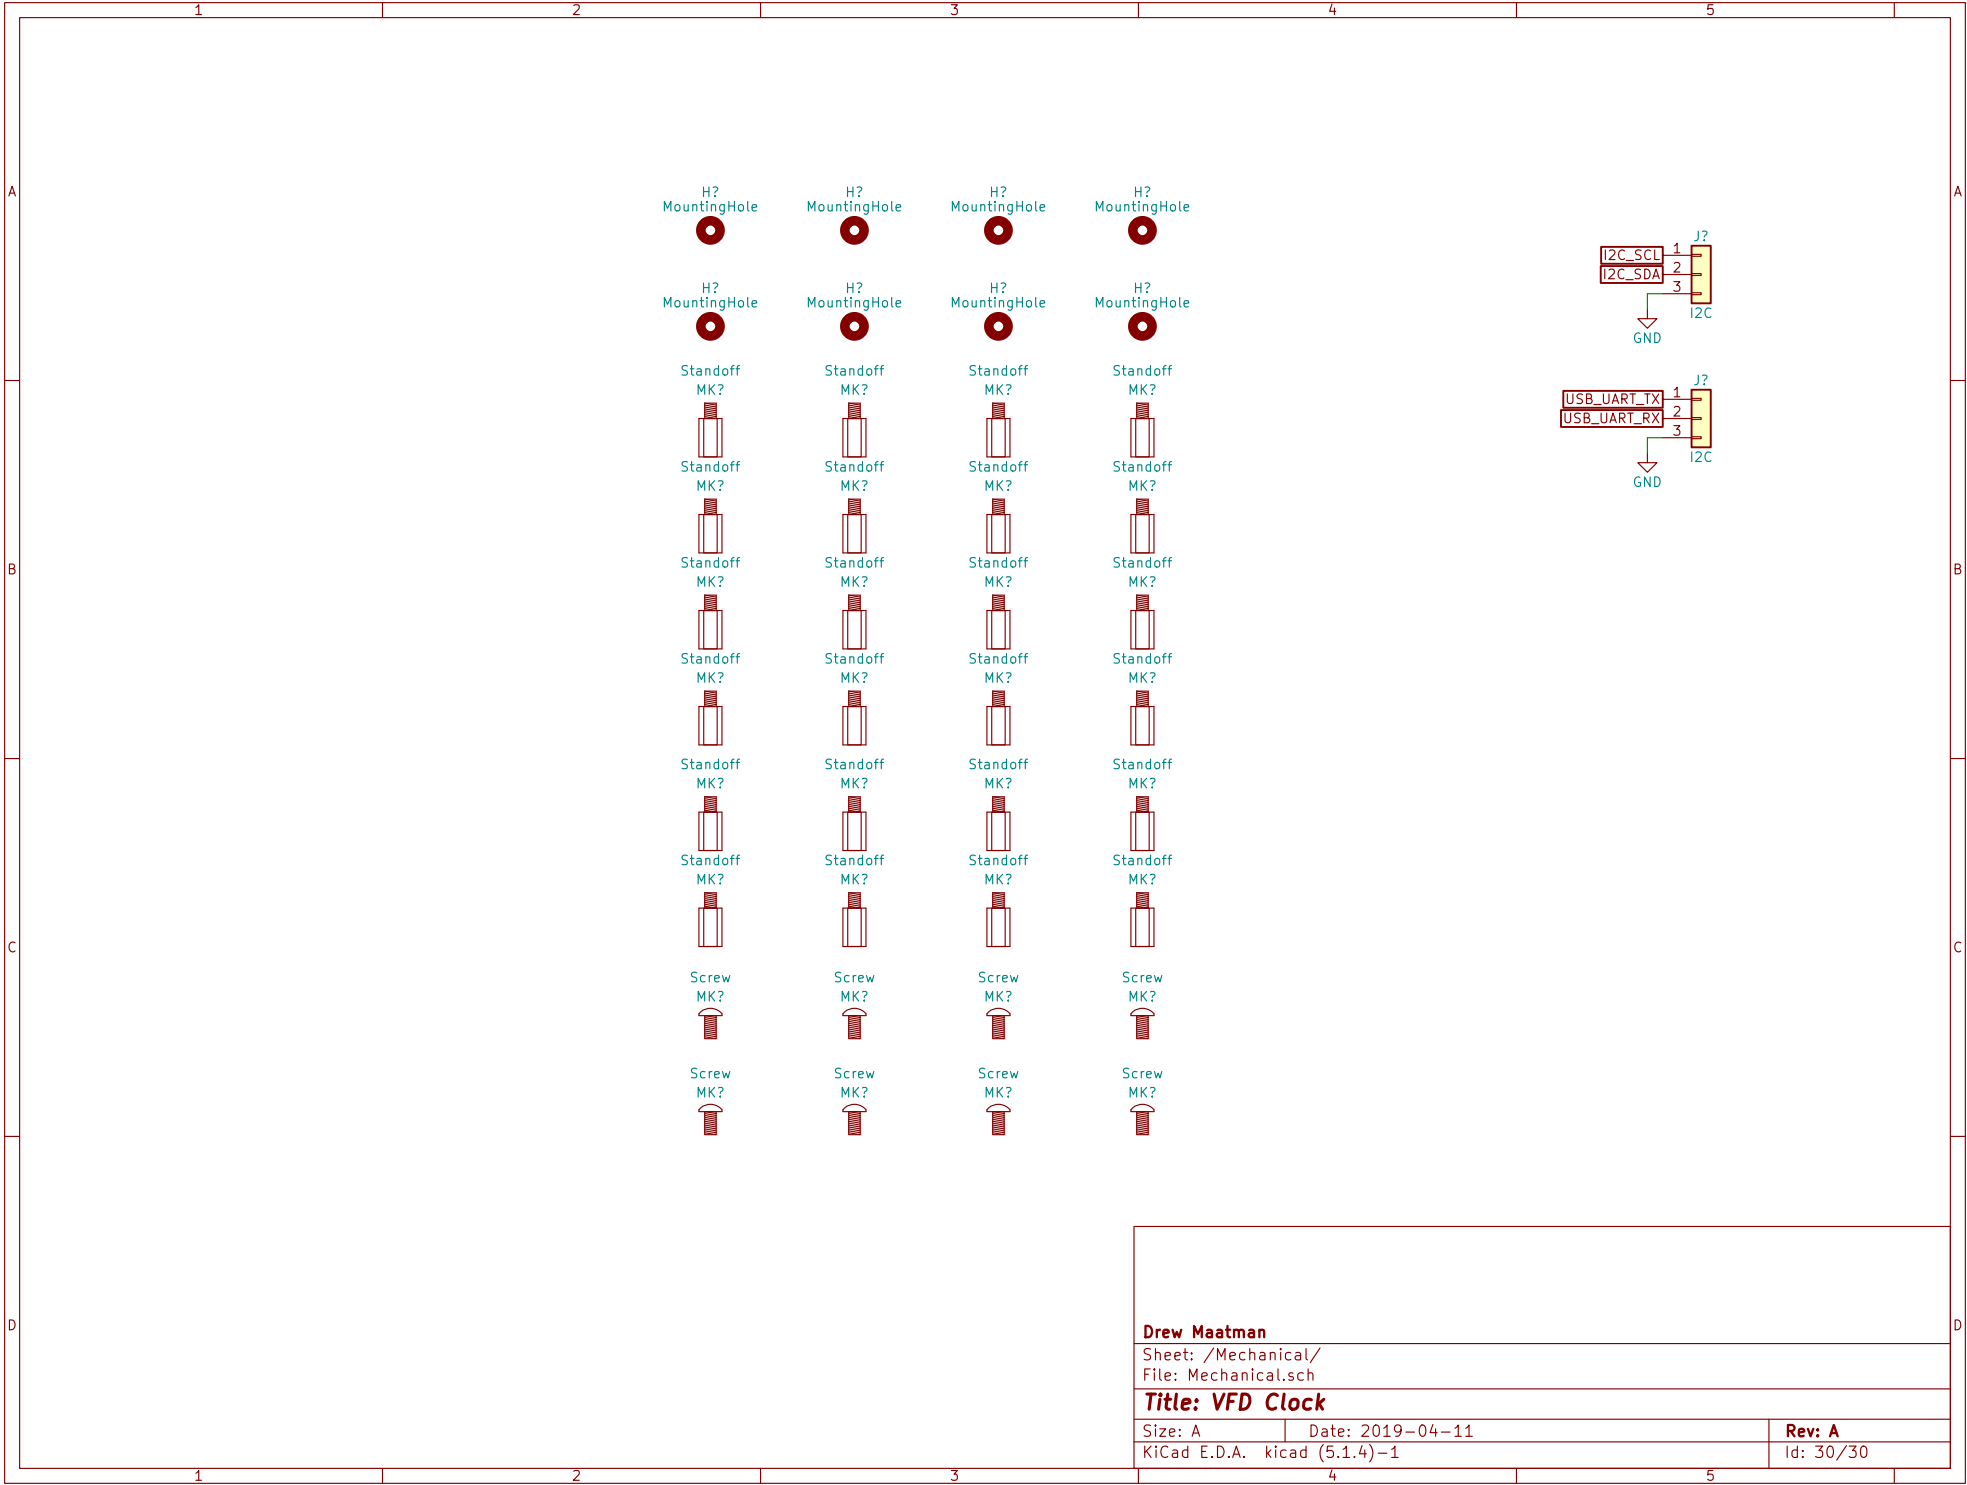 1 2 3 4 5
A A
H? H? H? H?
MountingHole MountingHole MountingHole MountingHole
J?
I2C_SCL 1
I2C_SDA 2
3
H? H? H? H?
MountingHole MountingHole MountingHole MountingHole
I2C
GND
Standoff Standoff Standoff Standoff
J?
MK? MK? MK? MK?
USB_UART_TX 1
USB_UART_RX 2
3
I2C
Standoff Standoff Standoff Standoff
GND
MK? MK? MK? MK?
Standoff Standoff Standoff Standoff
B B
MK? MK? MK? MK?
Standoff Standoff Standoff Standoff
MK? MK? MK? MK?
Standoff Standoff Standoff Standoff
MK? MK? MK? MK?
Standoff Standoff Standoff Standoff
MK? MK? MK? MK?
C C
Screw Screw Screw Screw
MK? MK? MK? MK?
Screw Screw Screw Screw
MK? MK? MK? MK?
D D
Drew Maatman
Sheet: /Mechanical/
File: Mechanical.sch
Title: VFD Clock
Size: A Date: 2019-04-11 Rev: A
KiCad E.D.A. kicad (5.1.4)-1 Id: 30/30
1 2 3 4 5